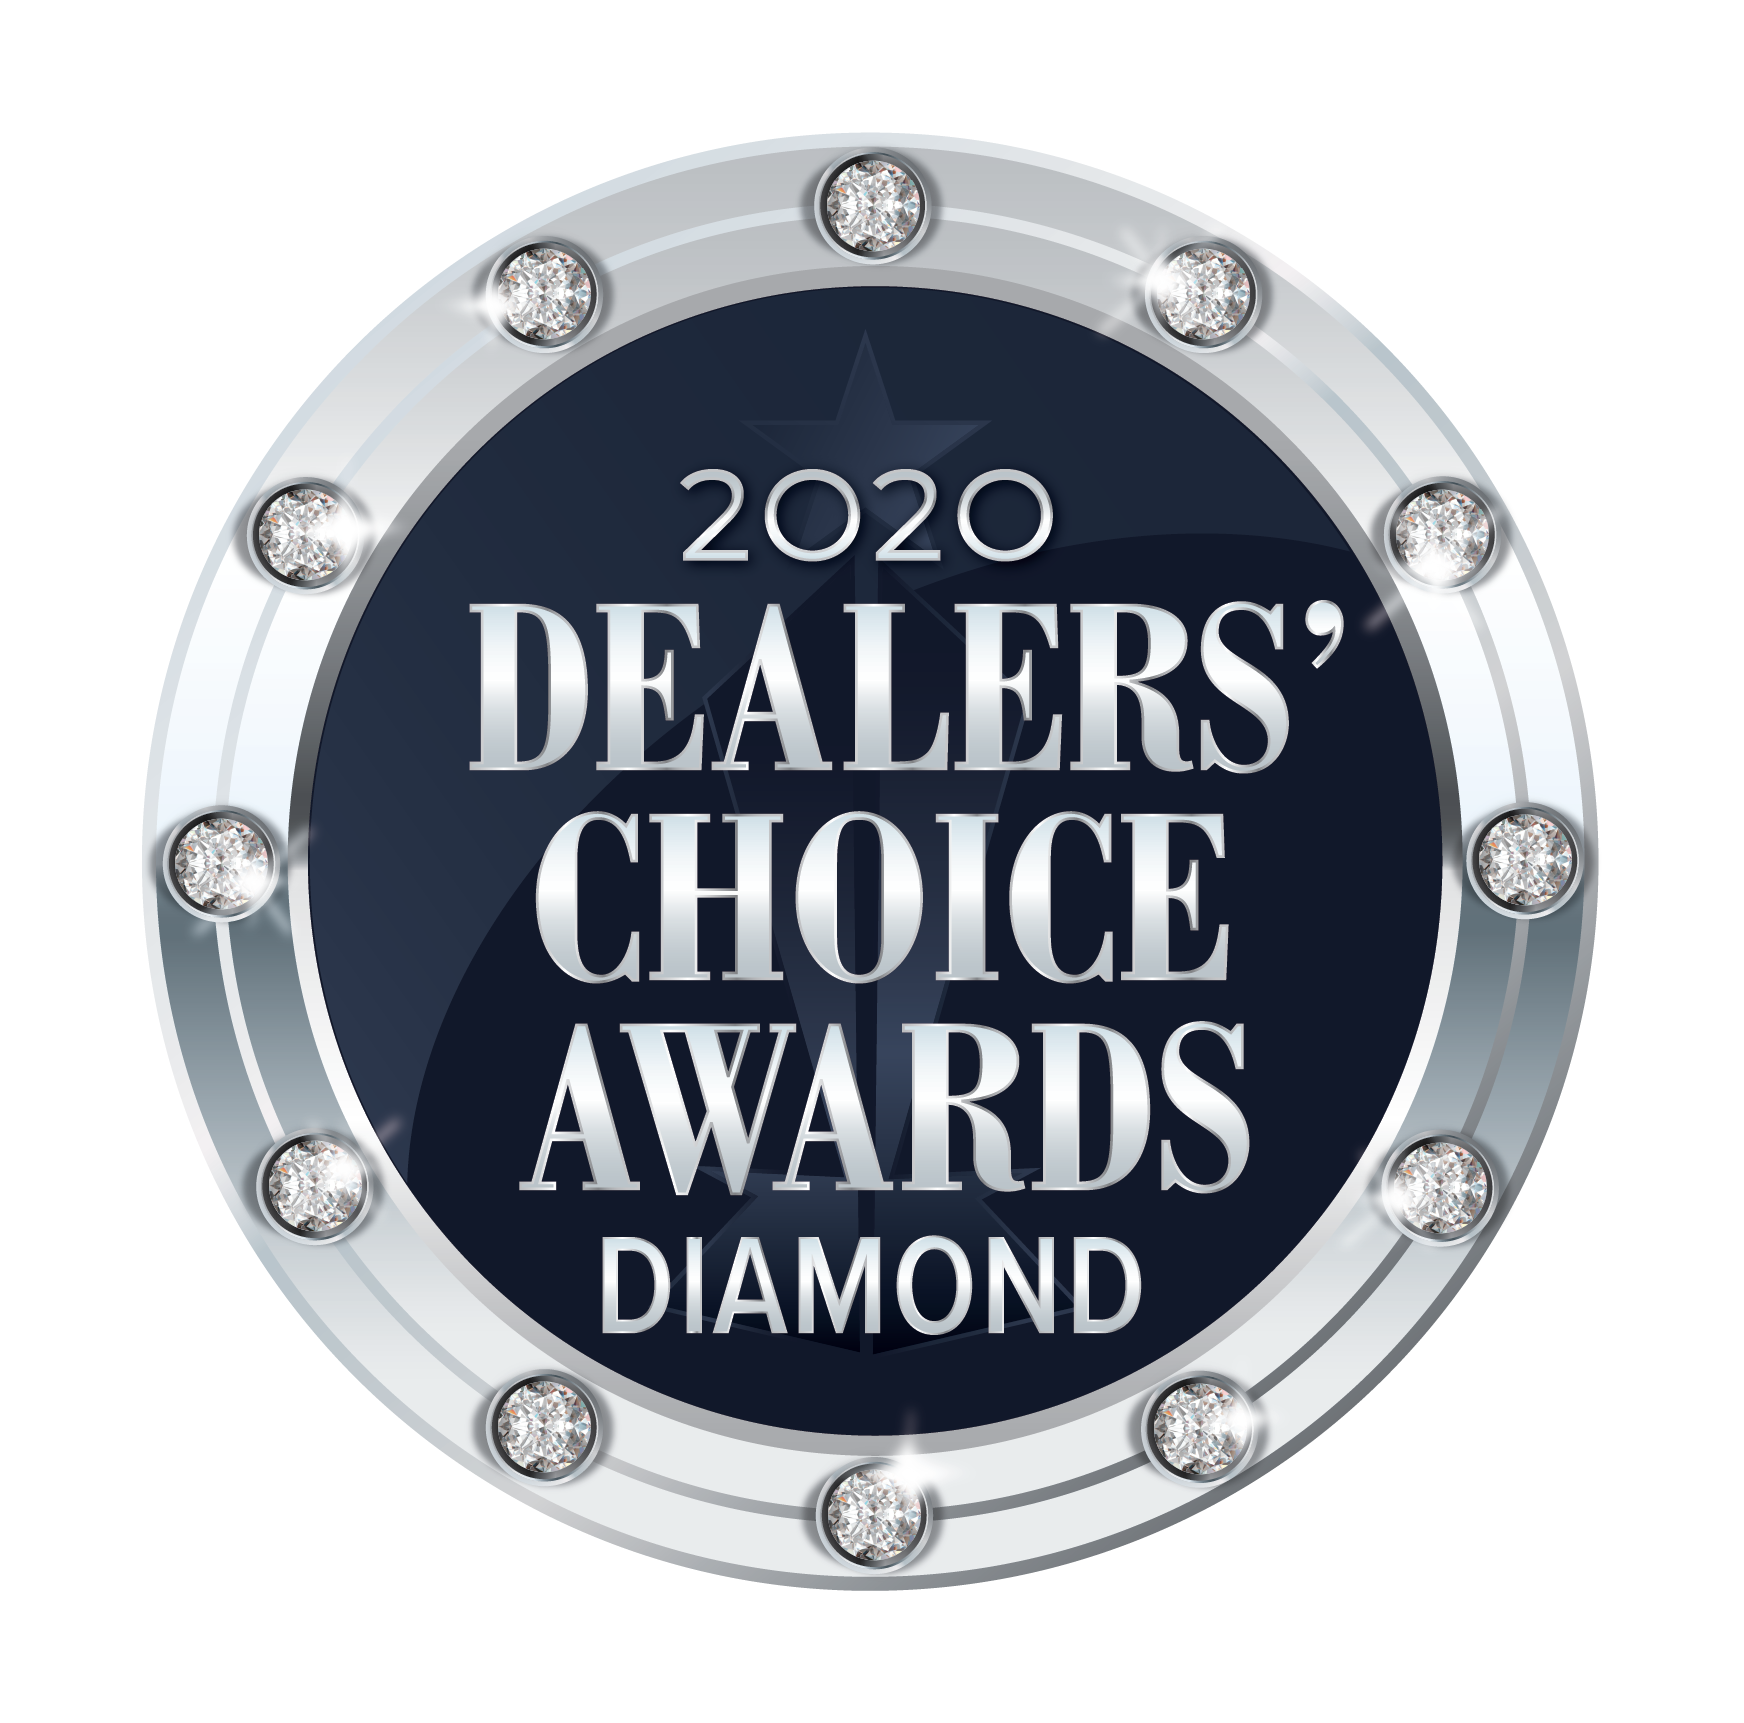 2020
DEALERS’
CHOICE
AWARDS
DIAMOND